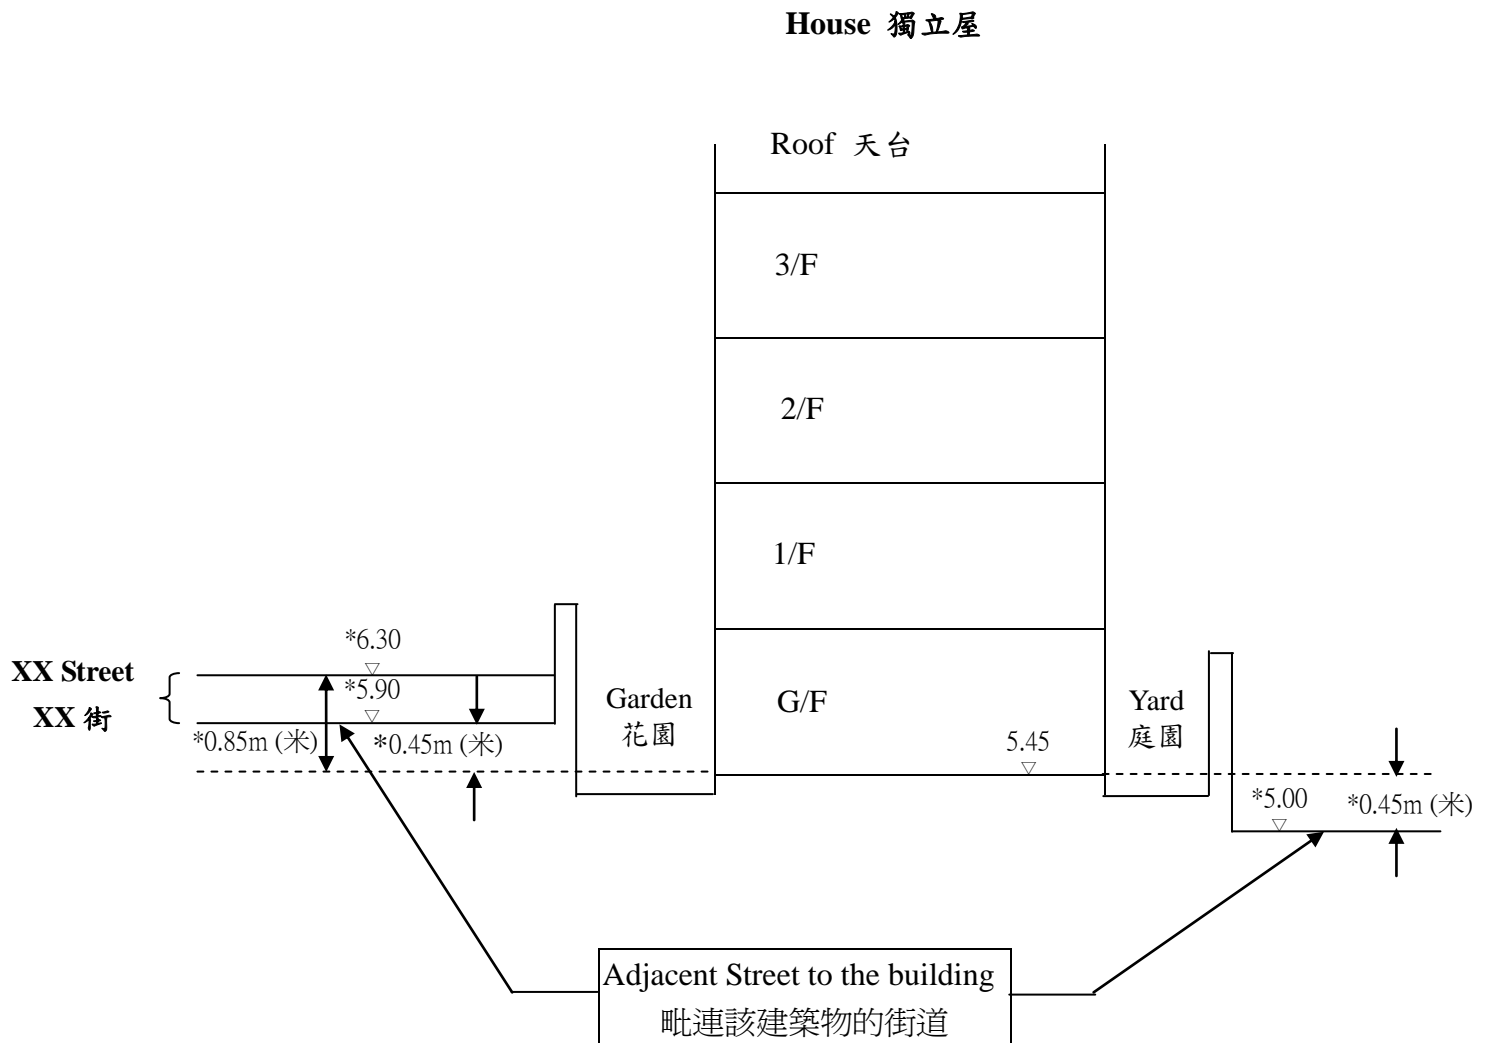 House 獨立屋
Roof 天台
3/F
2/F
1/F
*6.30
XX Street
XX 街
*5.90
*0.85m (米)
*0.45m (米)
Garden
花園
G/F
5.45
Yard
庭園
*5.00
*0.45m (米)
Adjacent Street to the building
毗連該建築物的街道